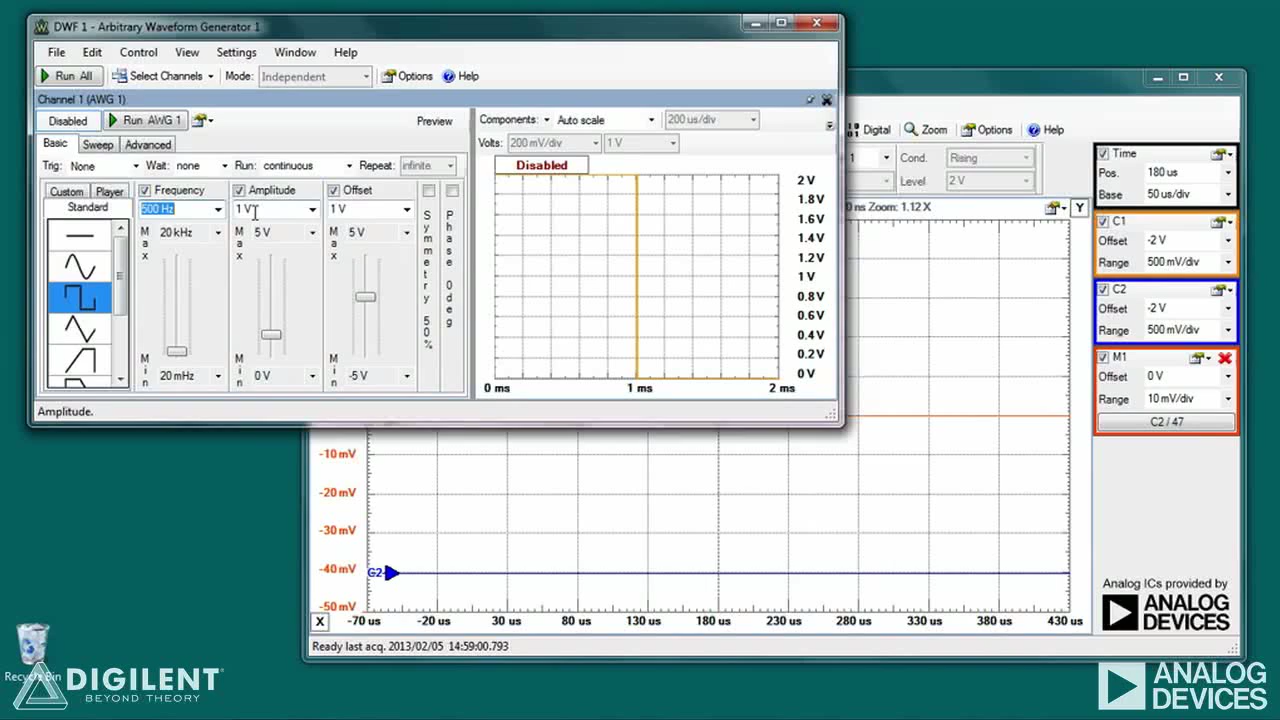 DWF 1 - Arbitrary Waveform Generator 1
File Edit Control View Settings Window Help
Run All Select Channels Mode: Independent Options Help
Channel 1 (AWG 1)
Disabled Run AWG 1 Preview
Basic Sweep Advanced
Trig: None Wait: none Run: continuous Repeat: infinite
Custom Player
Standard
Frequency
500 Hz
Max 20 kHz
Min 20 mHz
Amplitude
1 V
Max 5 V
Min 0 V
Offset
1 V
Max 5 V
Min -5 V
Symmetry 50%
Phase 0deg
Components: Auto scale 200 us/div
Volts: 200 mV/div 1 V
Disabled
2 V
1.8 V
1.6 V
1.4 V
1.2 V
1 V
0.8 V
0.6 V
0.4 V
0.2 V
0 V
0 ms 1 ms 2 ms
Amplitude.
Digital Zoom Options Help
1 Cond. Rising
Level 2 V
0 ns Zoom: 1.12 X Y
Time
Pos. 180 us
Base 50 us/div
C1
Offset -2 V
Range 500 mV/div
C2
Offset -2 V
Range 500 mV/div
M1
Offset 0 V
Range 10 mV/div
C2 / 47
-10 mV
-20 mV
-30 mV
-40 mV
C2
-50 mV
X -70 us -20 us 30 us 80 us 130 us 180 us 230 us 280 us 330 us 380 us 430 us
Ready last acq. 2013/02/05 14:59:00.793
Analog ICs provided by
ANALOG
DEVICES
Recycle Bin
DIGILENT
BEYOND THEORY
ANALOG
DEVICES